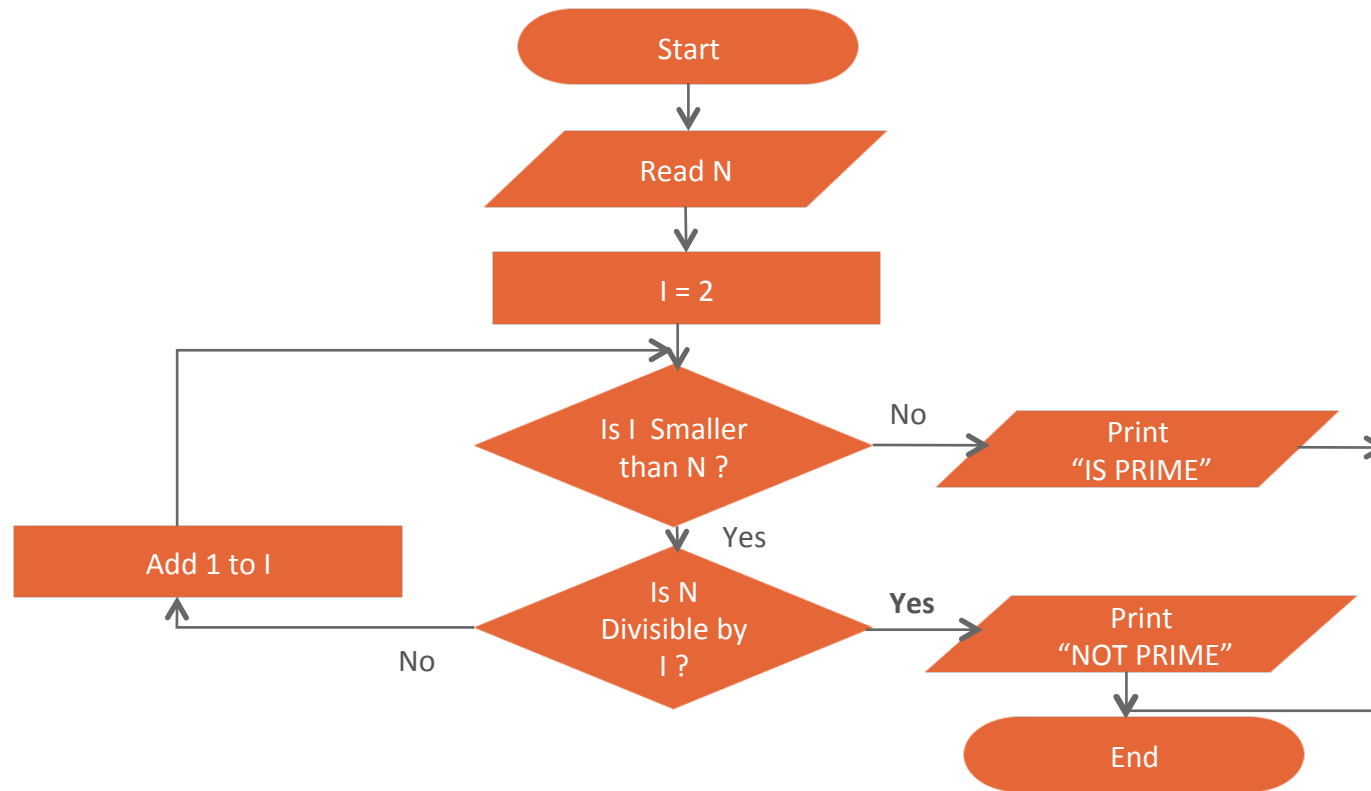 Start
Read N
I = 2
Is I Smaller
than N ?
No
Print
“IS PRIME”
Yes
Add 1 to I
Is N
Divisible by
I ?
Yes
Print
“NOT PRIME”
No
End